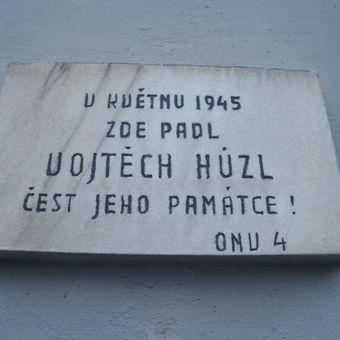 V KVĚTNU 1945
ZDE PADL
VOJTĚCH HŮZL
ČEST JEHO PAMÁTCE !
ONV 4